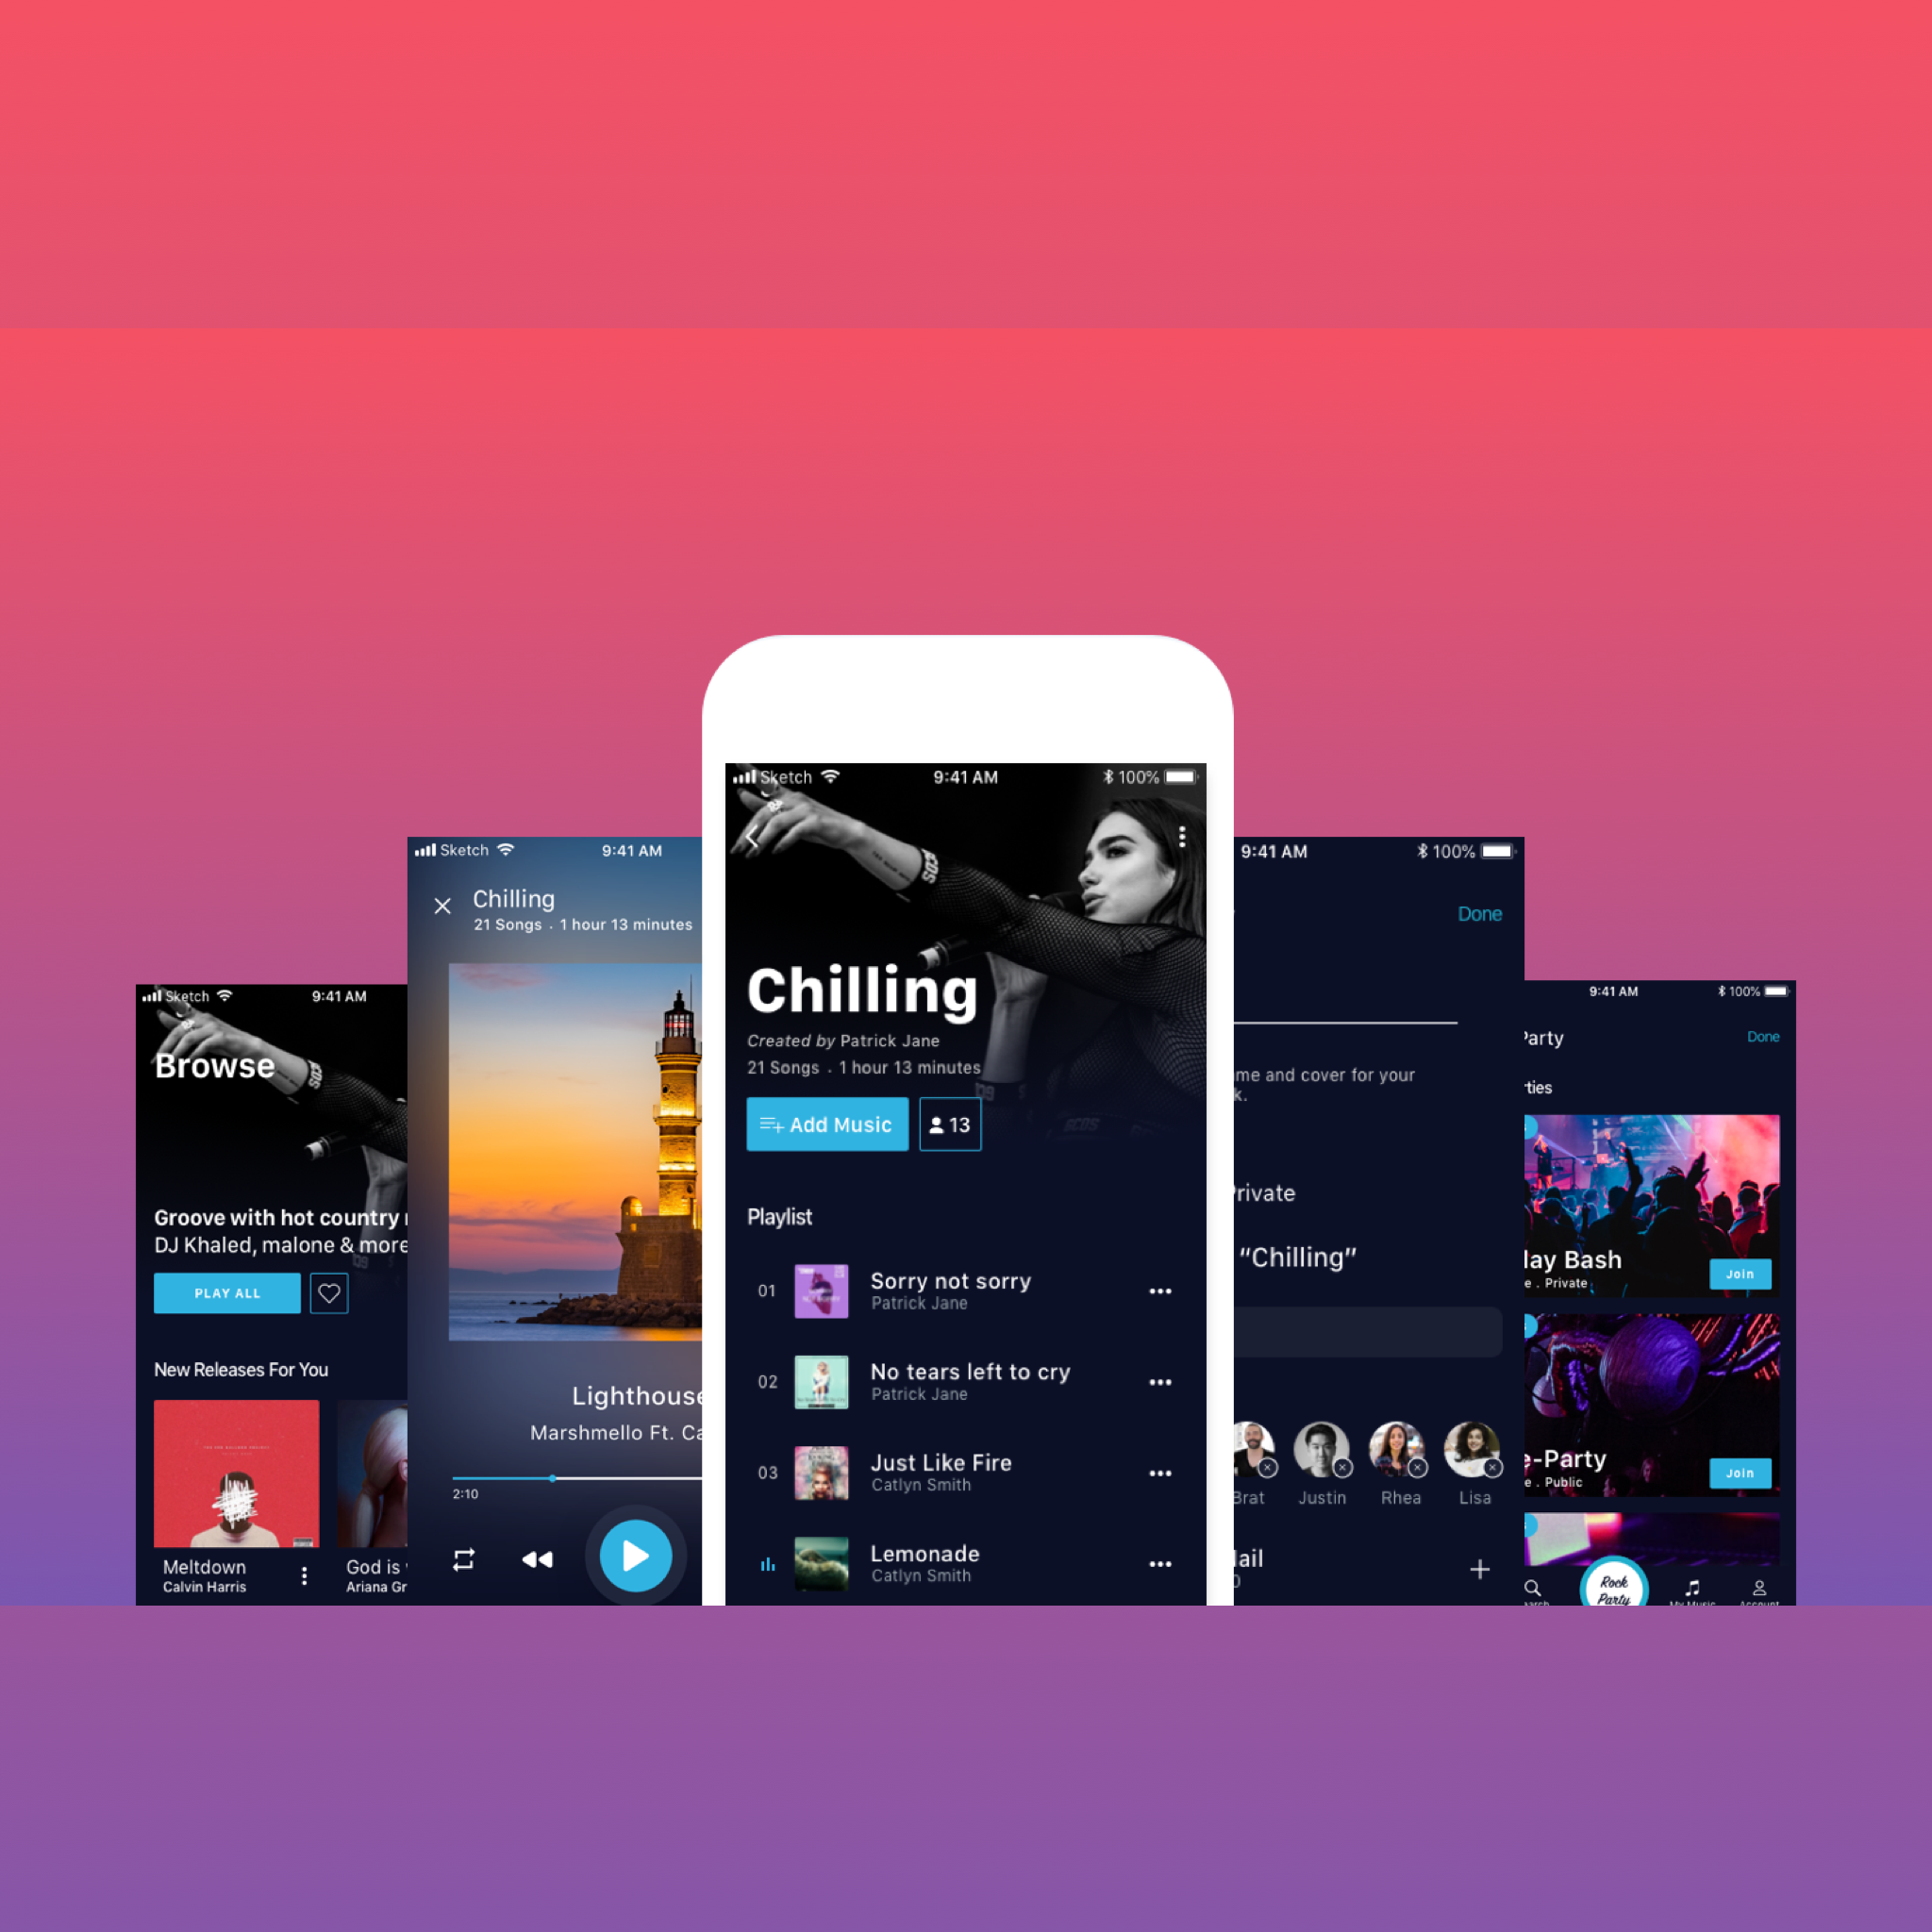 Sketch
9:41 AM
Browse
Groove with hot country
DJ Khaled, malone & more
PLAY ALL
New Releases For You
Meltdown
Calvin Harris
God is
Ariana Gr
Sketch
9:41 AM
Chilling
21 Songs . 1 hour 13 minutes
Lighthouse
Marshmello Ft. Ca
2:10
Sketch
9:41 AM
100%
Chilling
Created by Patrick Jane
21 Songs . 1 hour 13 minutes
Add Music
13
Playlist
01
Sorry not sorry
Patrick Jane
02
No tears left to cry
Patrick Jane
03
Just Like Fire
Catlyn Smith
Lemonade
Catlyn Smith
9:41 AM
100%
Done
me and cover for your
k.
rivate
“Chilling”
Brat
Justin
Rhea
Lisa
ail
9:41 AM
100%
Party
Done
ties
lay Bash
e . Private
Join
e-Party
e . Public
Join
Rock
Party
arch
My Music
Account